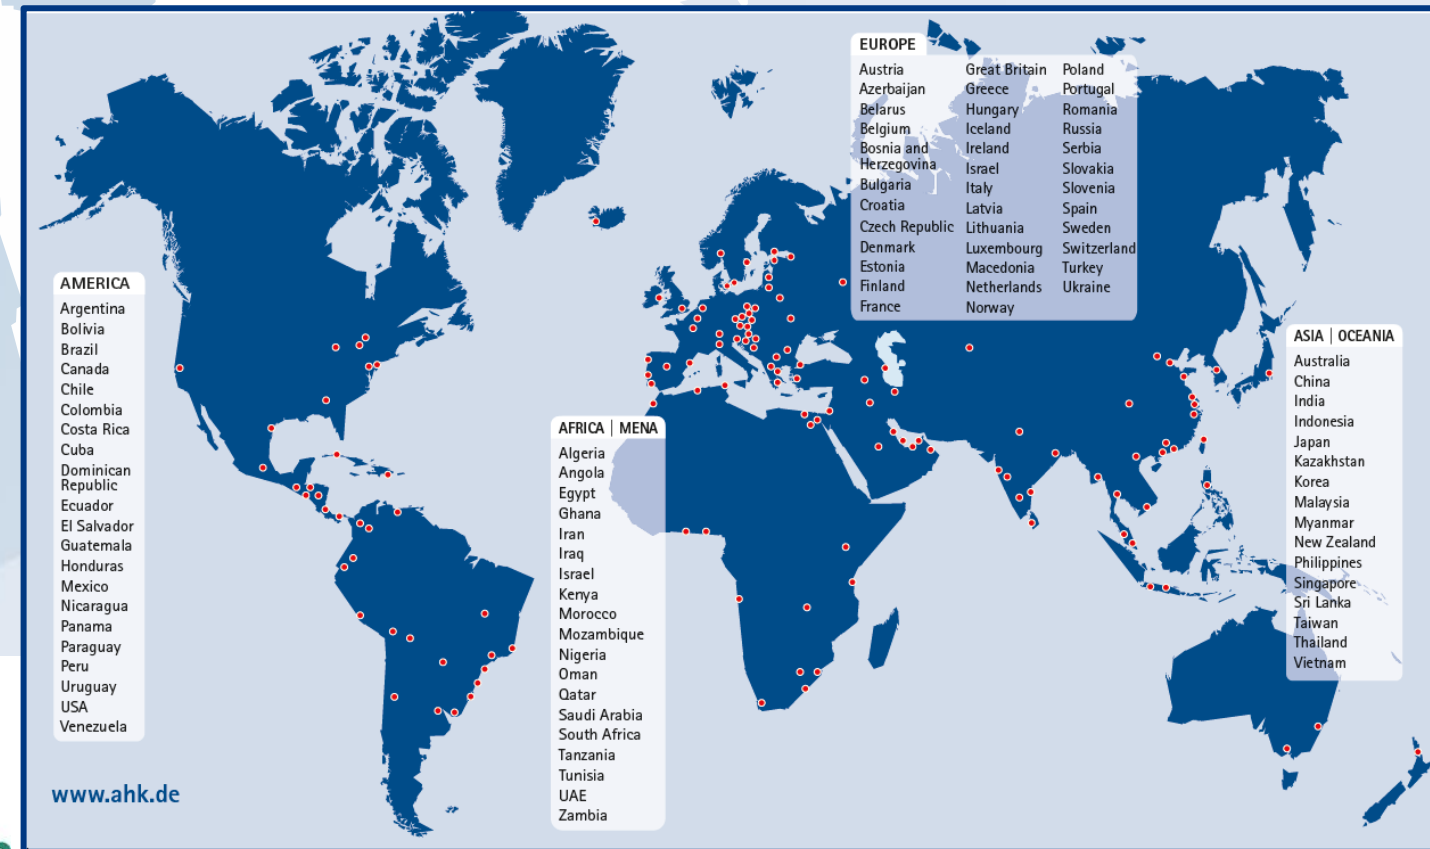 EUROPE
Austria
Azerbaijan
Belarus
Belgium
Bosnia and
Herzegovina
Bulgaria
Croatia
Czech Republic
Denmark
Estonia
Finland
France
Great Britain
Greece
Hungary
Iceland
Ireland
Israel
Italy
Latvia
Lithuania
Luxembourg
Macedonia
Netherlands
Norway
Poland
Portugal
Romania
Russia
Serbia
Slovakia
Slovenia
Spain
Sweden
Switzerland
Turkey
Ukraine
AMERICA
Argentina
Bolivia
Brazil
Canada
Chile
Colombia
Costa Rica
Cuba
Dominican
Republic
Ecuador
El Salvador
Guatemala
Honduras
Mexico
Nicaragua
Panama
Paraguay
Peru
Uruguay
USA
Venezuela
AFRICA | MENA
Algeria
Angola
Egypt
Ghana
Iran
Iraq
Israel
Kenya
Morocco
Mozambique
Nigeria
Oman
Qatar
Saudi Arabia
South Africa
Tanzania
Tunisia
UAE
Zambia
ASIA | OCEANIA
Australia
China
India
Indonesia
Japan
Kazakhstan
Korea
Malaysia
Myanmar
New Zealand
Philippines
Singapore
Sri Lanka
Taiwan
Thailand
Vietnam
www.ahk.de